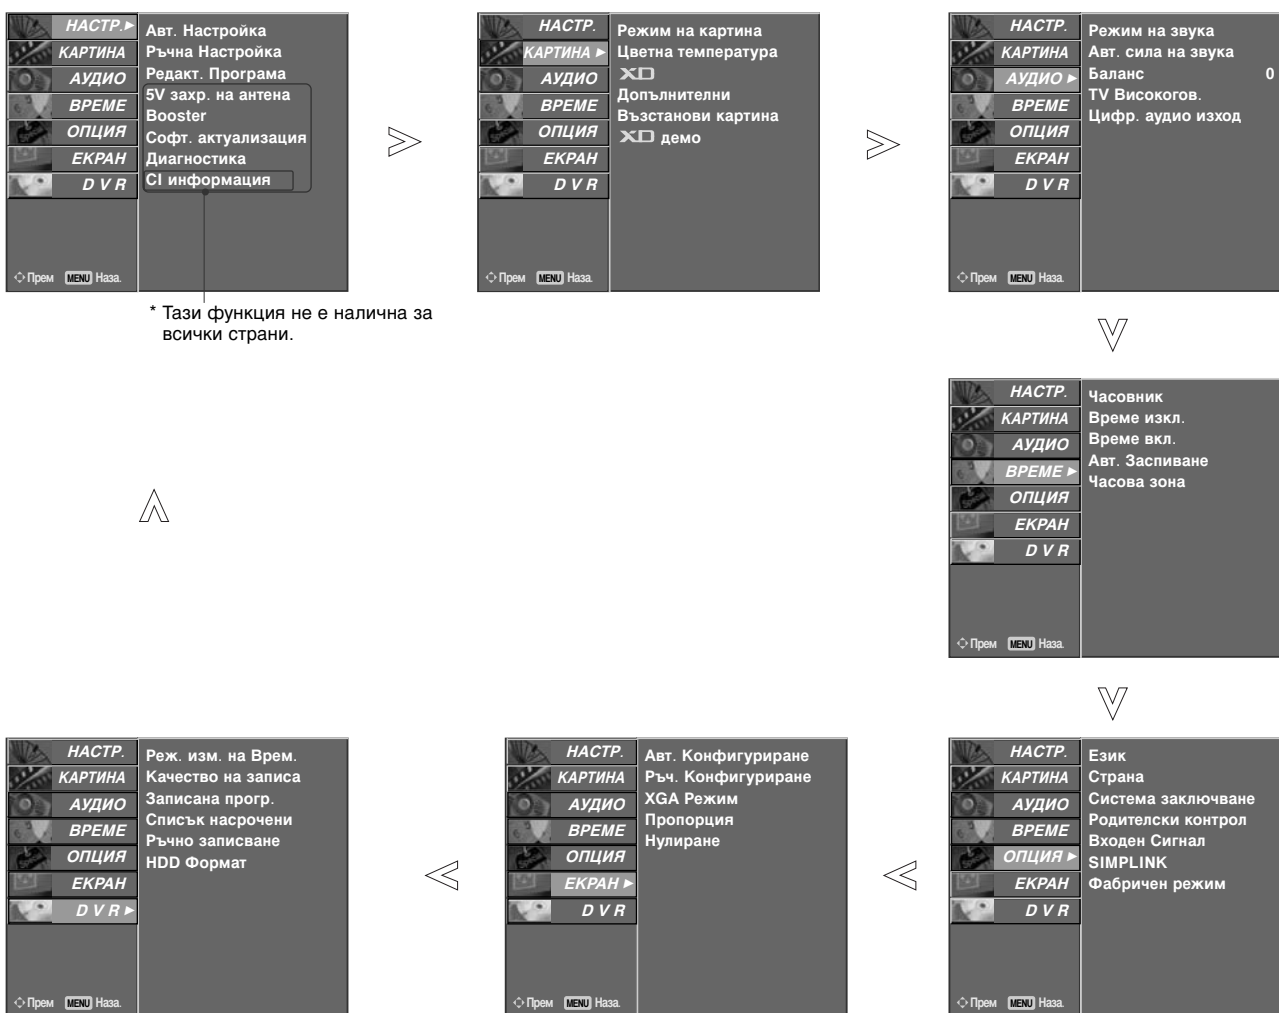 НАСТР.
КАРТИНА
АУДИО
ВРЕМЕ
ОПЦИЯ
ЕКРАН
D V R
Авт. Настройка
Ръчна Настройка
Редакт. Програма
5V захр. на антена
Booster
Софт. актуализация
Диагностика
CI информация
Прем MENU Наза.
* Тази функция не е налична за
всички страни.
НАСТР.
КАРТИНА
АУДИО
ВРЕМЕ
ОПЦИЯ
ЕКРАН
D V R
Режим на картина
Цветна температура
XD
Допълнителни
Възстанови картина
XD демо
Прем MENU Наза.
НАСТР.
КАРТИНА
АУДИО
ВРЕМЕ
ОПЦИЯ
ЕКРАН
D V R
Режим на звука
Авт. сила на звука
Баланс 0
TV Високогов.
Цифр. аудио изход
Прем MENU Наза.
НАСТР.
КАРТИНА
АУДИО
ВРЕМЕ
ОПЦИЯ
ЕКРАН
D V R
Часовник
Време изкл.
Време вкл.
Авт. Заспиване
Часова зона
Прем MENU Наза.
НАСТР.
КАРТИНА
АУДИО
ВРЕМЕ
ОПЦИЯ
ЕКРАН
D V R
Реж. изм. на Врем.
Качество на записа
Записана прогр.
Списък насрочени
Ръчно записване
HDD Формат
Прем MENU Наза.
НАСТР.
КАРТИНА
АУДИО
ВРЕМЕ
ОПЦИЯ
ЕКРАН
D V R
Авт. Конфигуриране
Ръч. Конфигуриране
XGA Режим
Пропорция
Нулиране
Прем MENU Наза.
НАСТР.
КАРТИНА
АУДИО
ВРЕМЕ
ОПЦИЯ
ЕКРАН
D V R
Език
Страна
Система заключване
Родителски контрол
Входен Сигнал
SIMPLINK
Фабричен режим
Прем MENU Наза.